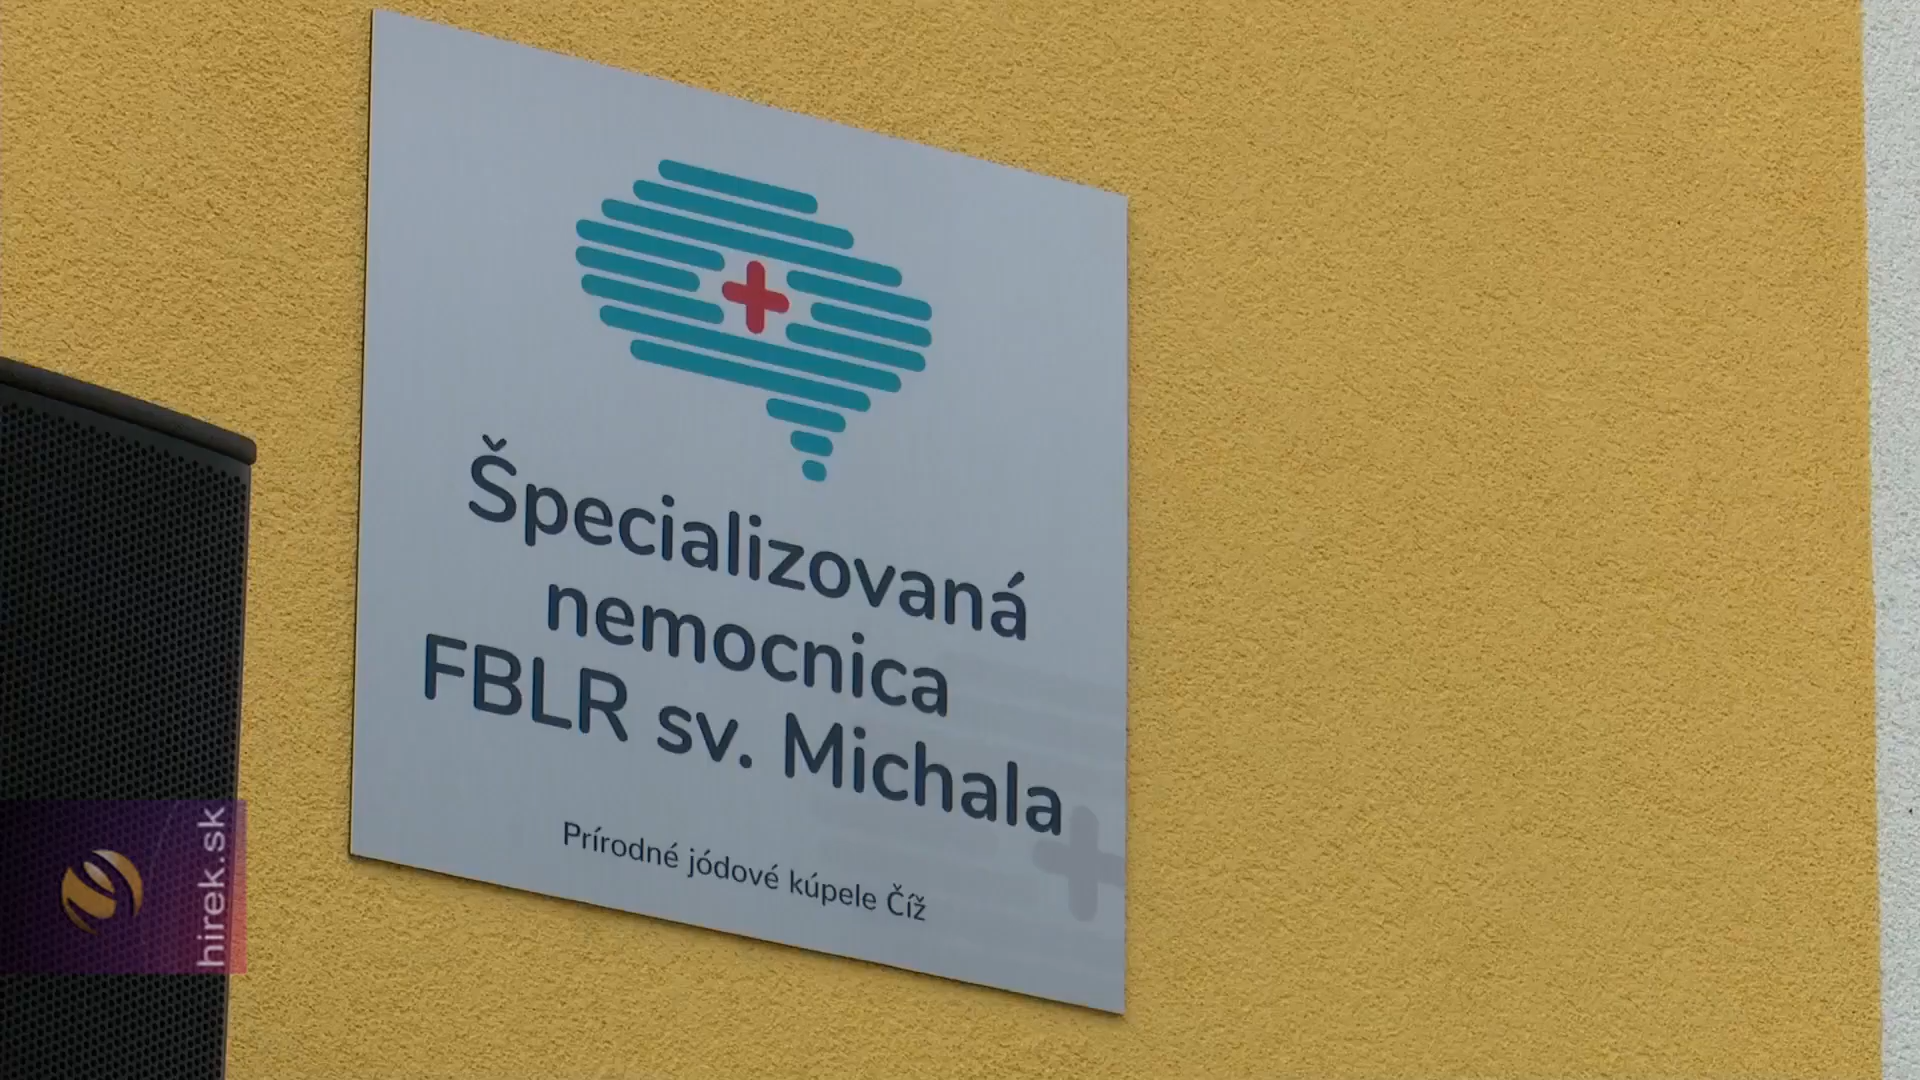 Špecializovaná
nemocnica
FBLR sv. Michala
Prírodné jódové kúpele Číž
hirek.sk